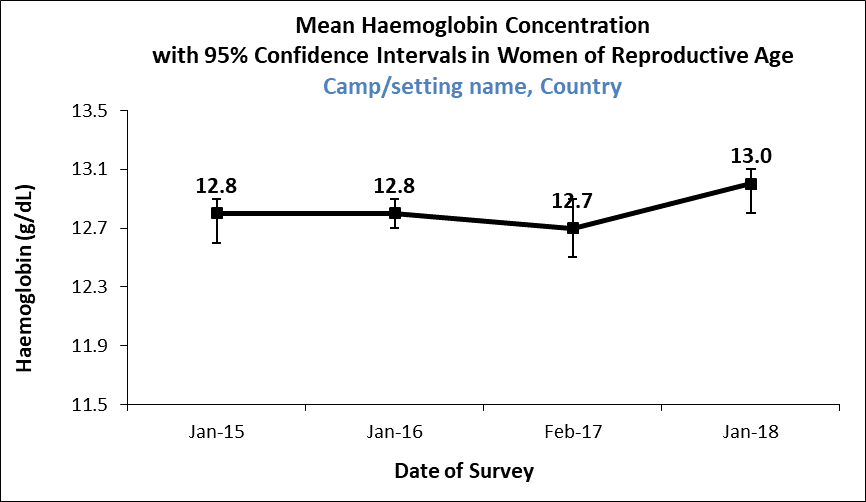 Mean Haemoglobin Concentration
with 95% Confidence Intervals in Women of Reproductive Age
Camp/setting name, Country
Haemoglobin (g/dL)
13.5
13.1
12.7
12.3
11.9
11.5
12.8
12.8
12.7
13.0
Jan-15
Jan-16
Feb-17
Jan-18
Date of Survey